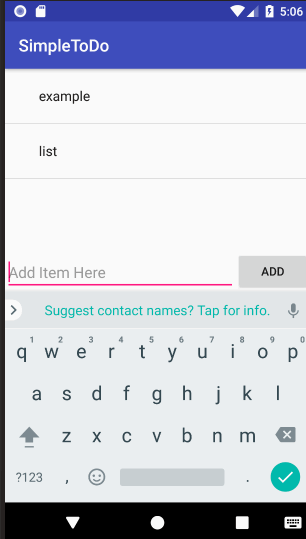 5:06
SimpleToDo
example
list
Add Item Here ADD
Suggest contact names? Tap for info.
1 2 3 4 5 6 7 8 9 0
q w e r t y u i o p
a s d f g h j k l
z x c v b n m
?123 , .